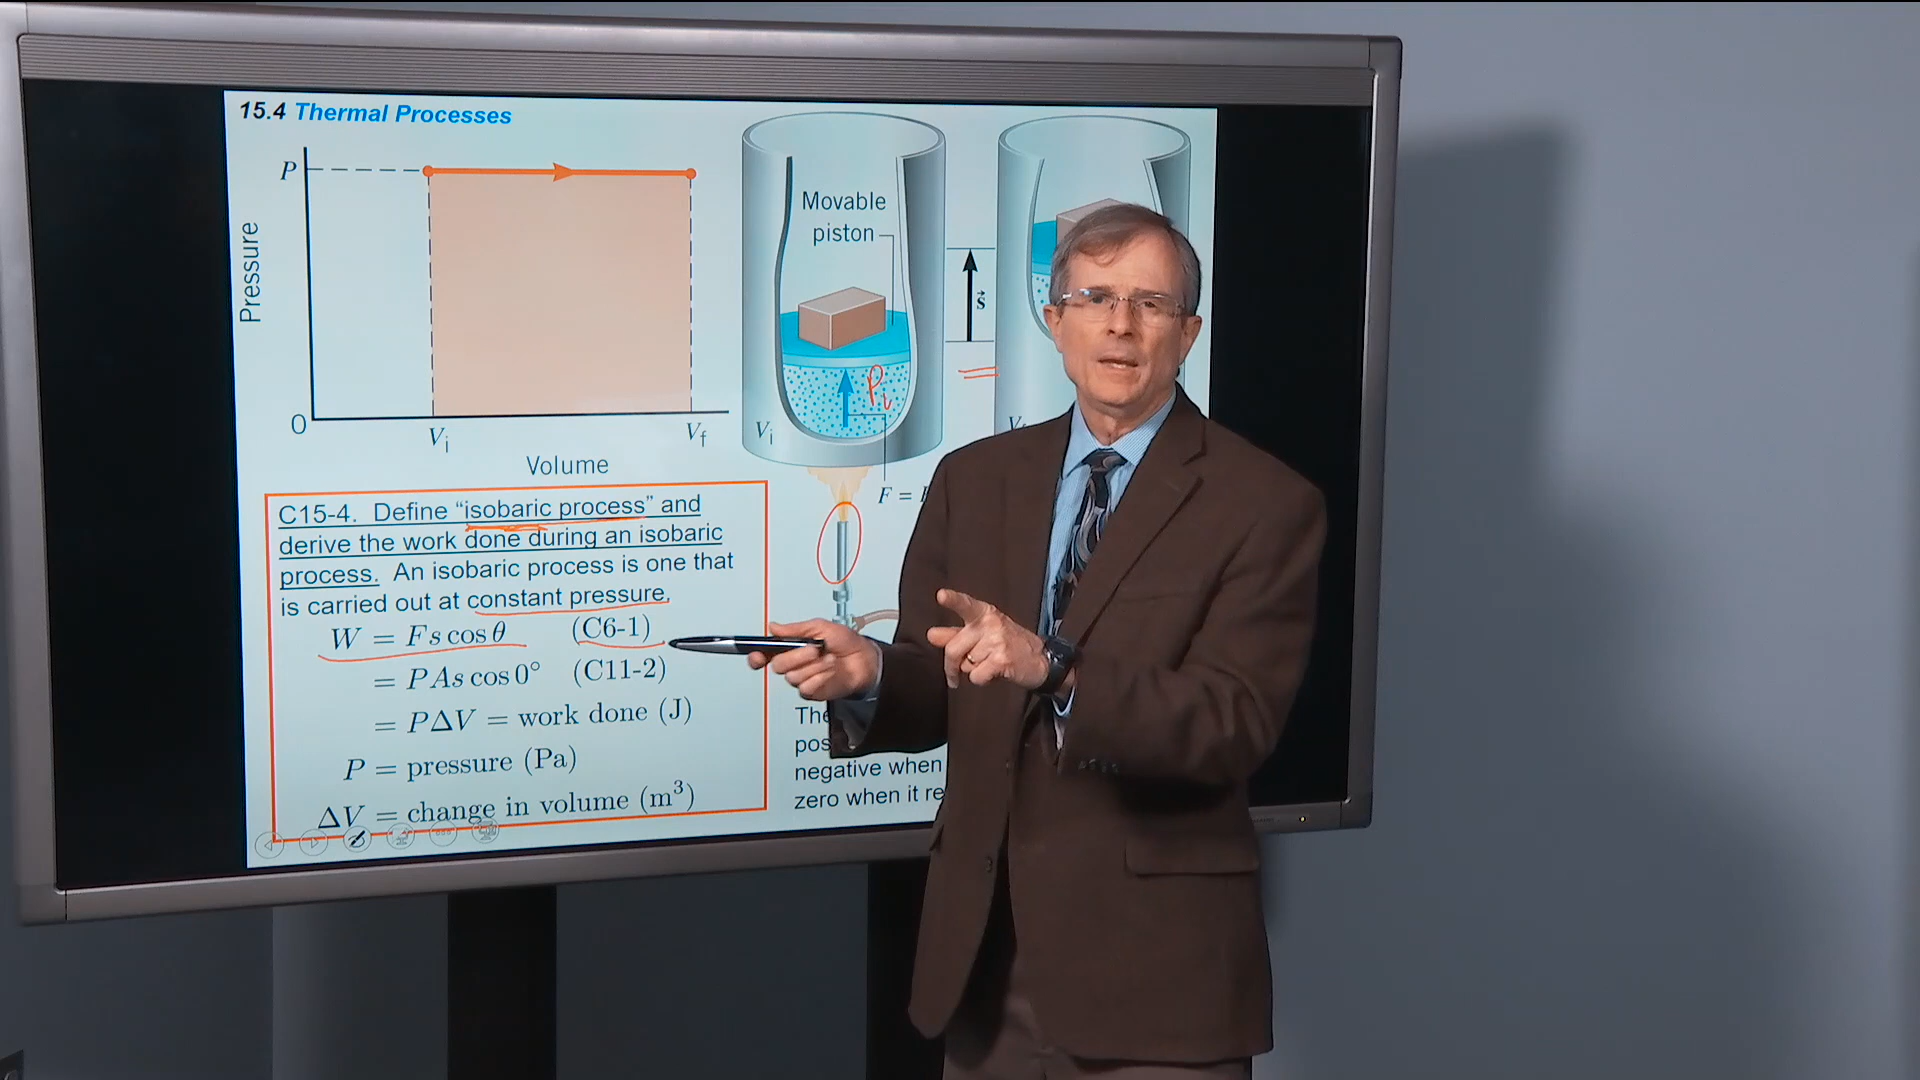 15.4 Thermal Processes
P
Pressure
0
Vi
Vf
Volume
Movable
piston
s
Pi
Vi
F =
C15-4. Define “isobaric process” and
derive the work done during an isobaric
process. An isobaric process is one that
is carried out at constant pressure.
W = Fs cos θ (C6-1)
= PAs cos 0° (C11-2)
= PΔV = work done (J)
P = pressure (Pa)
ΔV = change in volume (m³)
negative when
zero when it re